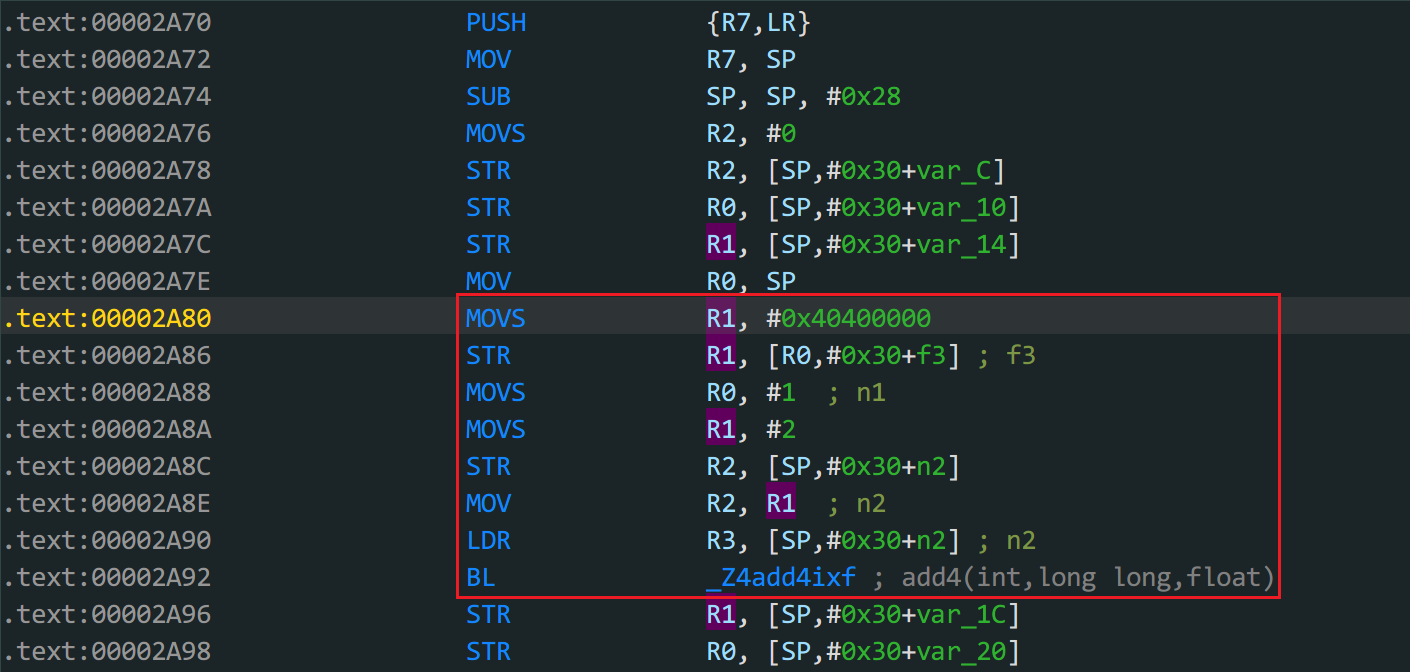 .text:00002A70 PUSH {R7,LR}
.text:00002A72 MOV R7, SP
.text:00002A74 SUB SP, SP, #0x28
.text:00002A76 MOVS R2, #0
.text:00002A78 STR R2, [SP,#0x30+var_C]
.text:00002A7A STR R0, [SP,#0x30+var_10]
.text:00002A7C STR R1, [SP,#0x30+var_14]
.text:00002A7E MOV R0, SP
.text:00002A80 MOVS R1, #0x40400000
.text:00002A86 STR R1, [R0,#0x30+f3] ; f3
.text:00002A88 MOVS R0, #1 ; n1
.text:00002A8A MOVS R1, #2
.text:00002A8C STR R2, [SP,#0x30+n2]
.text:00002A8E MOV R2, R1 ; n2
.text:00002A90 LDR R3, [SP,#0x30+n2] ; n2
.text:00002A92 BL _Z4add4ixf ; add4(int,long long,float)
.text:00002A96 STR R1, [SP,#0x30+var_1C]
.text:00002A98 STR R0, [SP,#0x30+var_20]